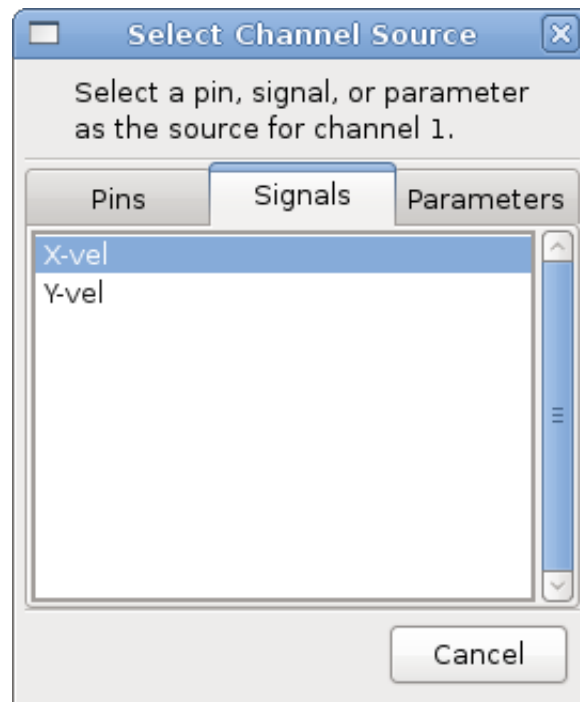 Select Channel Source
Select a pin, signal, or parameter
as the source for channel 1.
Pins Signals Parameters
X-vel
Y-vel
Cancel